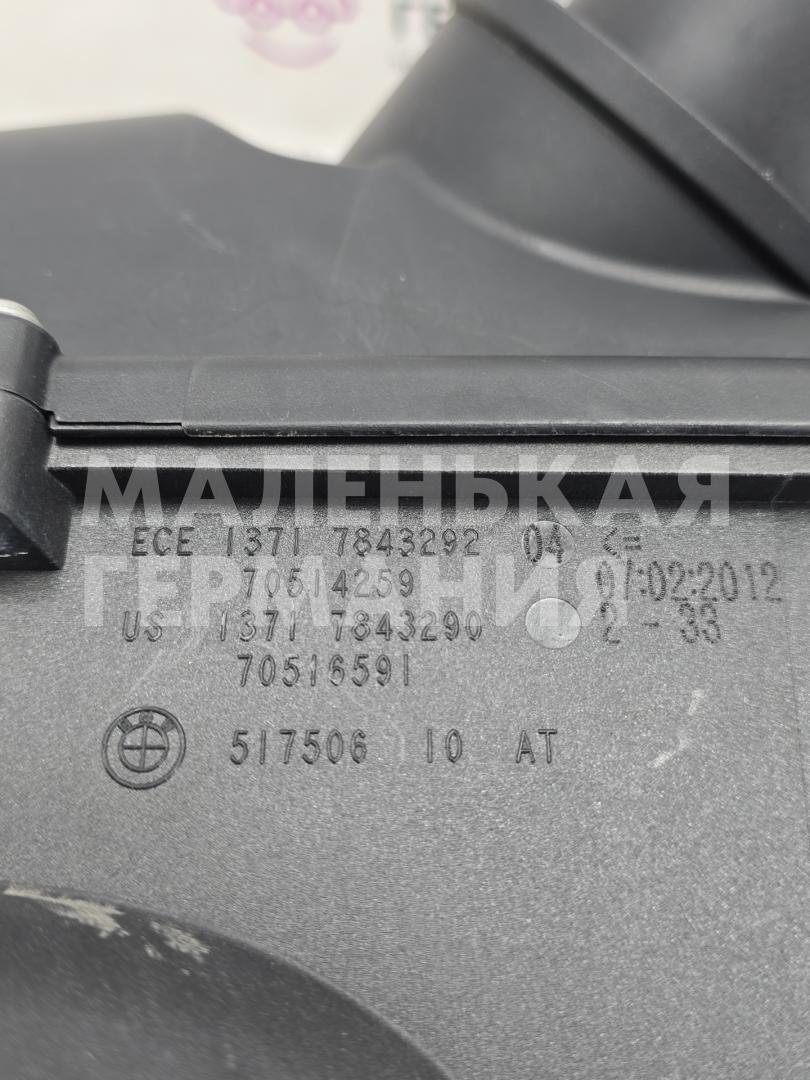 МАЛЕНЬКАЯ
ГЕРМАНИЯ
ECE 1371 7843292 04 <=
70514259 07:02:2012
US 1371 7843290 2 - 33
70516591
517506 10 AT